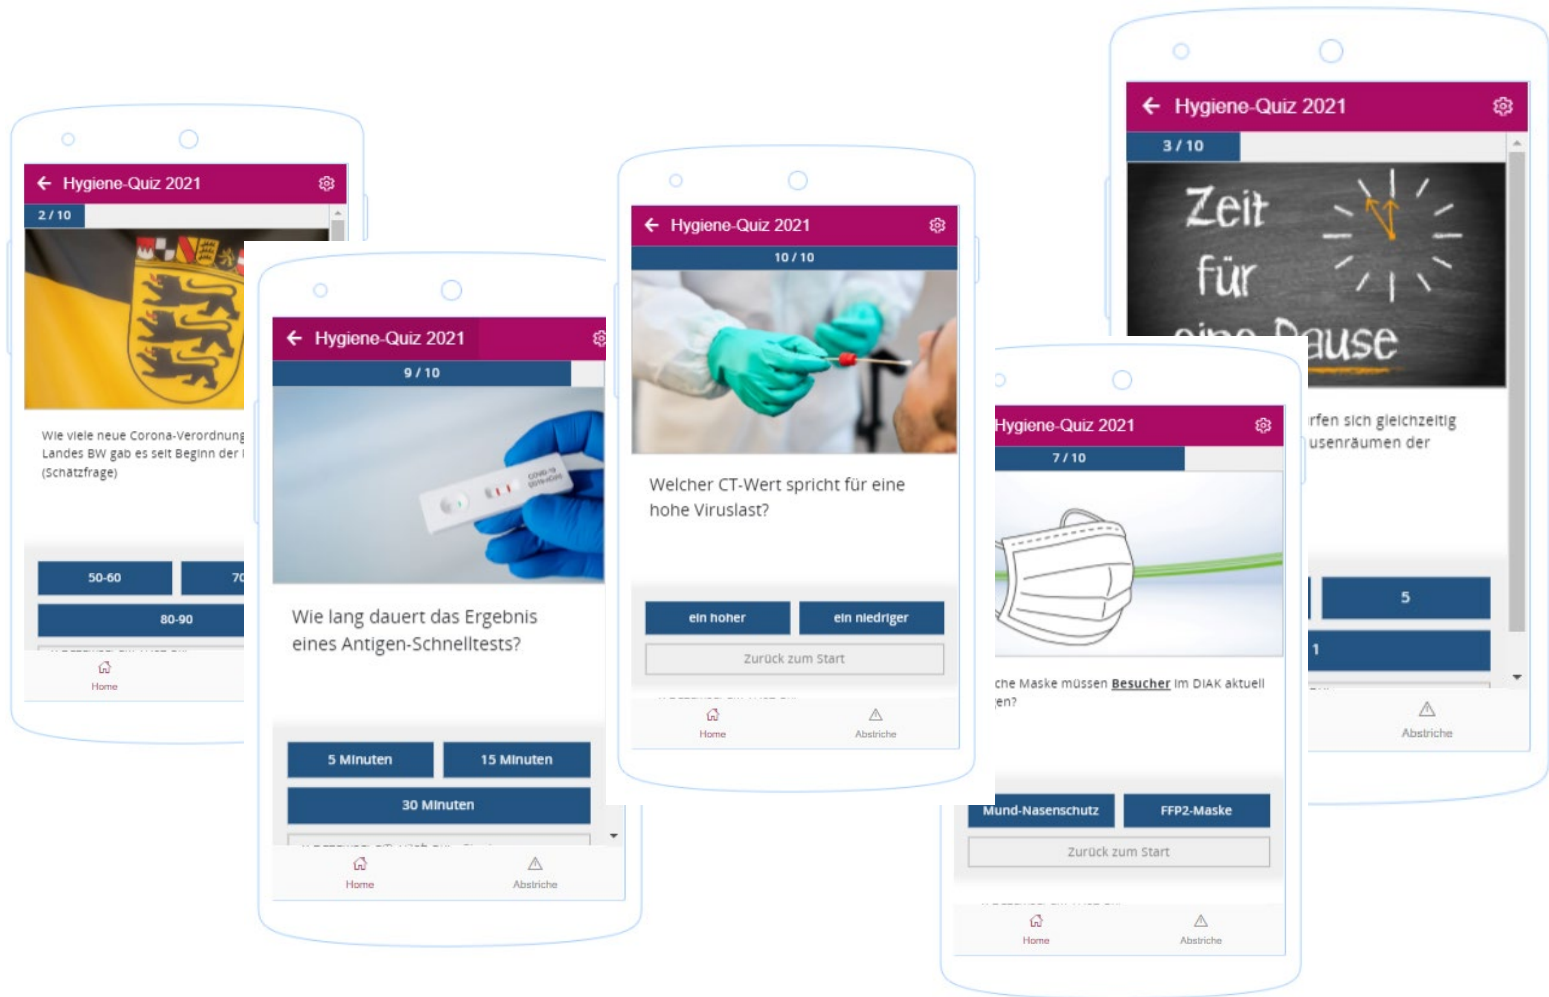 Hygiene-Quiz 2021
2 / 10
Wie viele neue Corona-Verordnung
Landes BW gab es seit Beginn der
(Schätzfrage)
50-60
70
80-90
Home
Hygiene-Quiz 2021
9 / 10
COVID-19
Wie lang dauert das Ergebnis
eines Antigen-Schnelltests?
5 Minuten
15 Minuten
30 Minuten
Home
Abstriche
Hygiene-Quiz 2021
10 / 10
Welcher CT-Wert spricht für eine
hohe Viruslast?
ein hoher
ein niedriger
Zurück zum Start
Home
Abstriche
Hygiene-Quiz 2021
7 / 10
che Maske müssen Besucher im DIAK aktuell
gen?
Mund-Nasenschutz
FFP2-Maske
Zurück zum Start
Home
Abstriche
Hygiene-Quiz 2021
3 / 10
Zeit
für
eine Pause
rfen sich gleichzeitig
usenräumen der
5
1
Abstriche